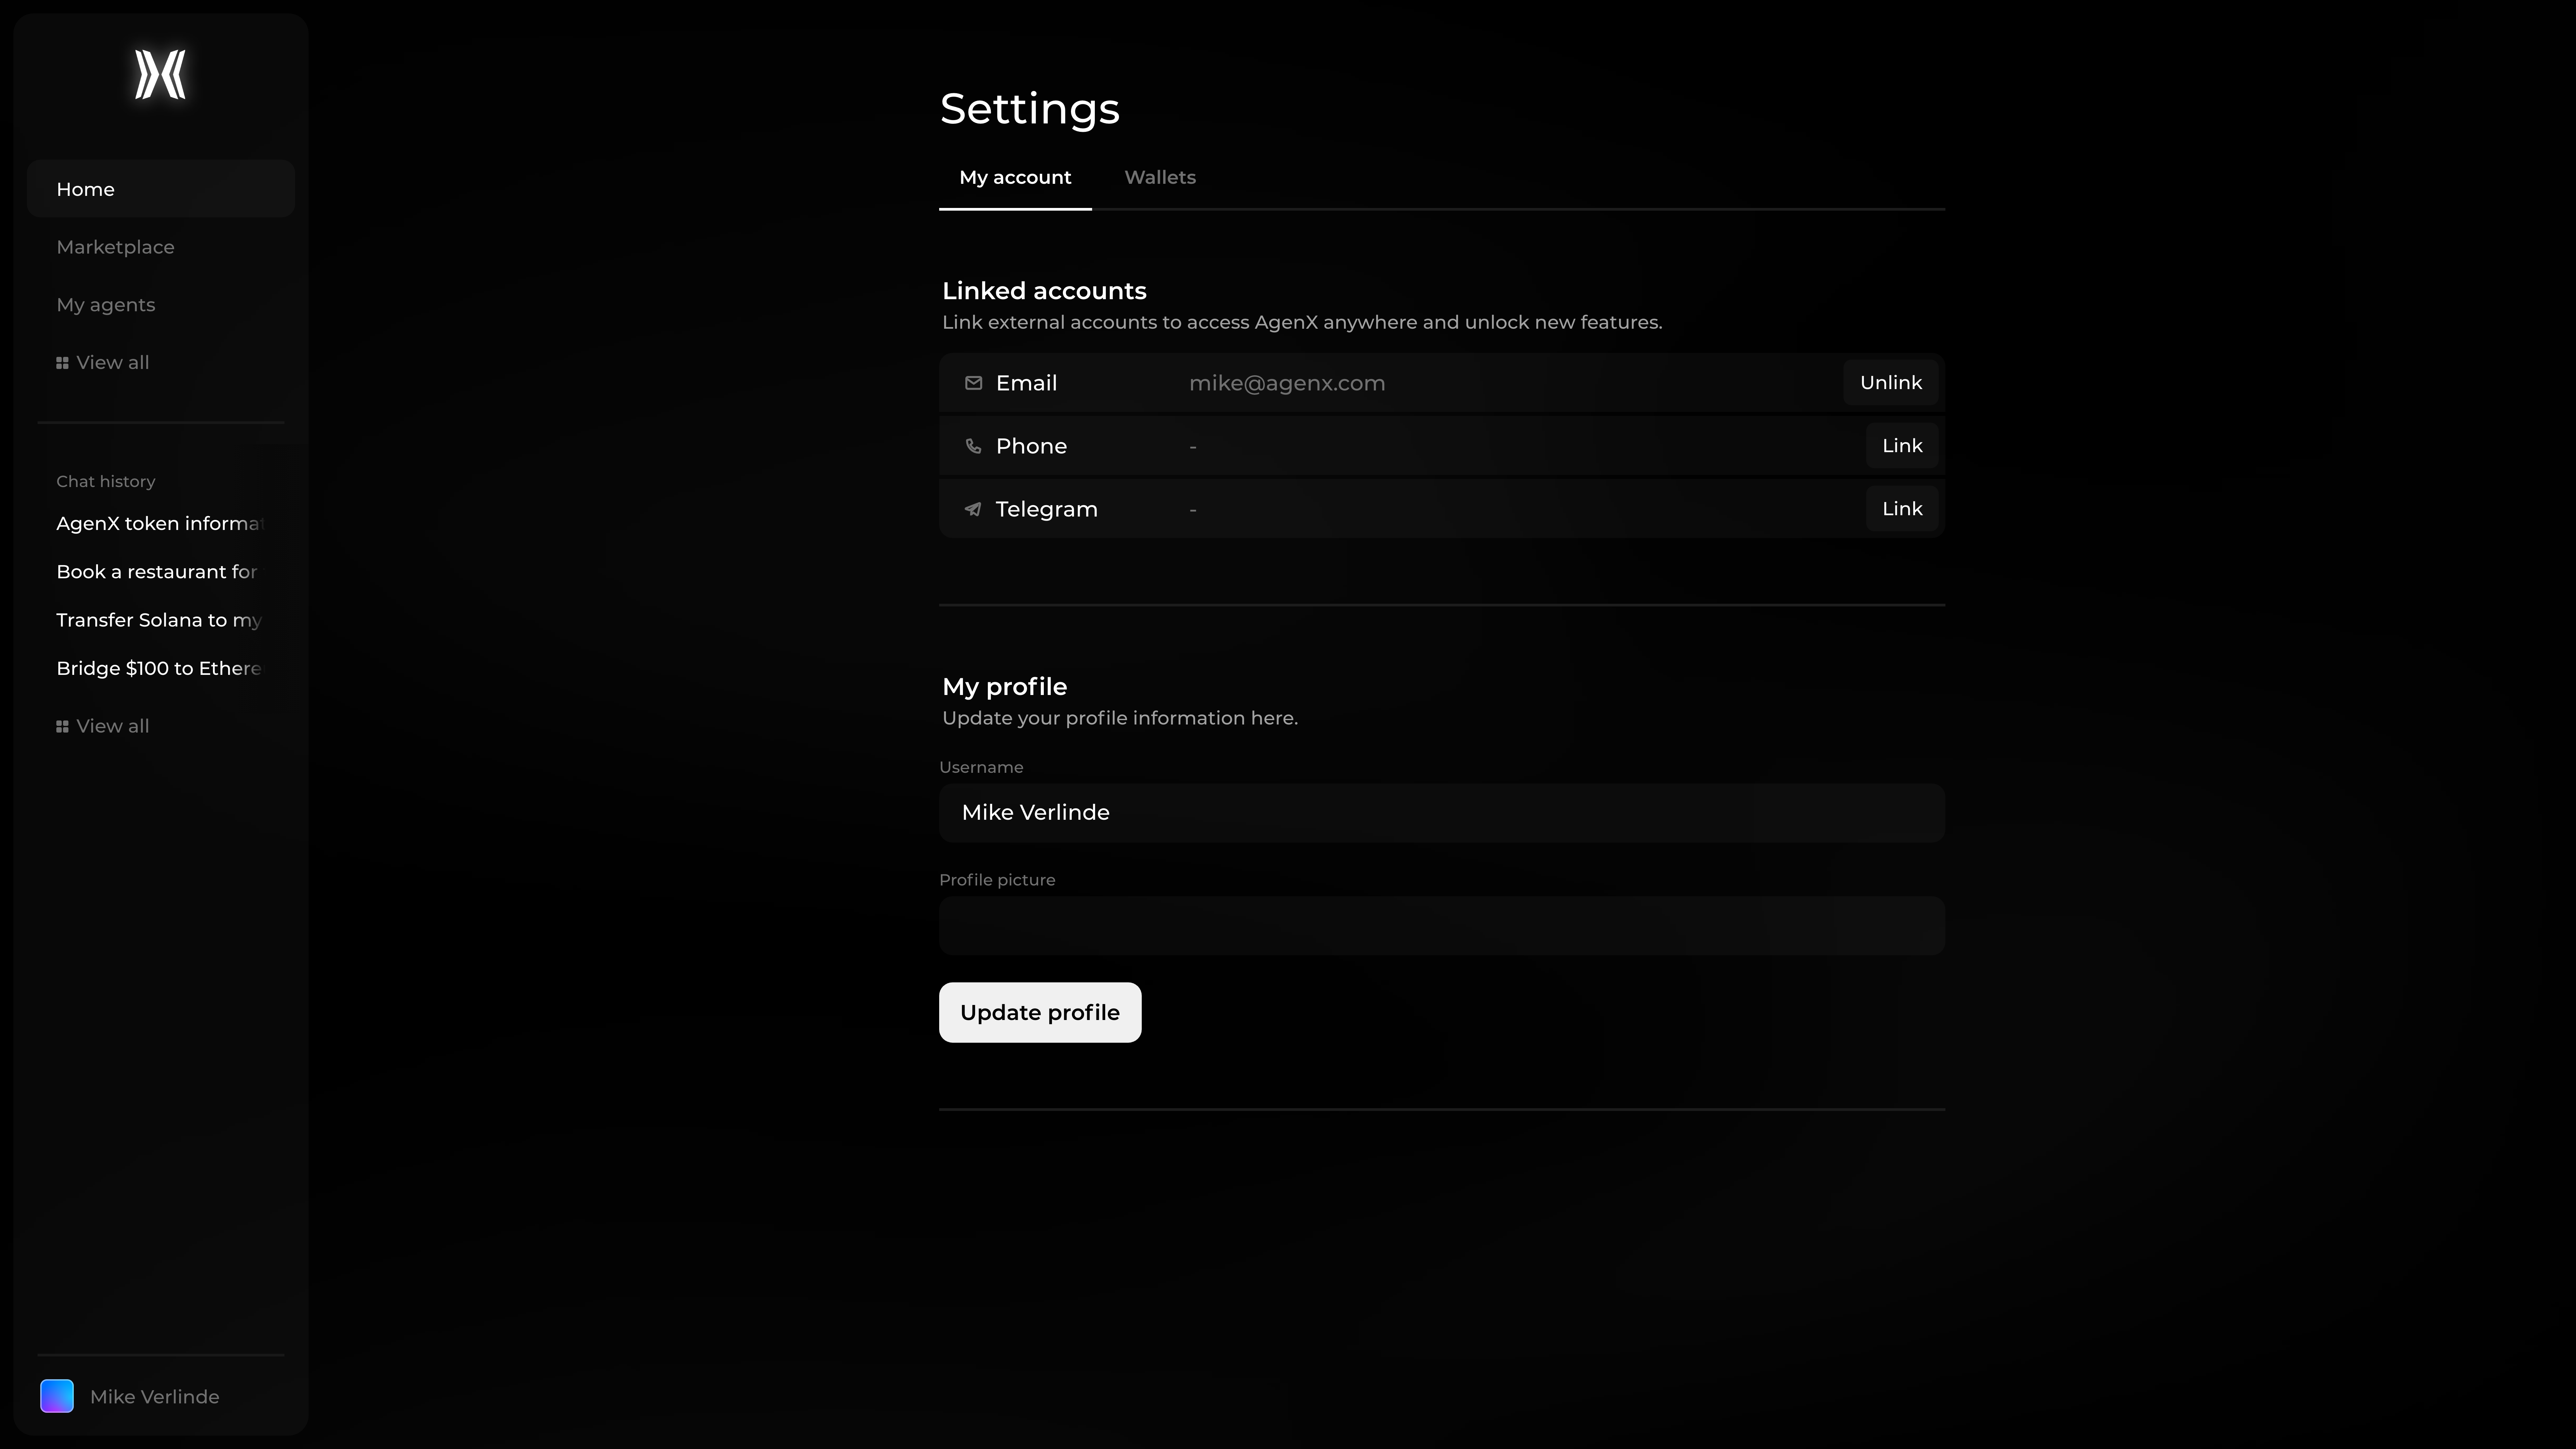 Home
Marketplace
My agents
View all
Chat history
AgenX token informat
Book a restaurant for
Transfer Solana to my
Bridge $100 to Ethere
View all
Mike Verlinde
Settings
My account Wallets
Linked accounts
Link external accounts to access AgenX anywhere and unlock new features.
Email mike@agenx.com Unlink
Phone - Link
Telegram - Link
My profile
Update your profile information here.
Username
Mike Verlinde
Profile picture
Update profile